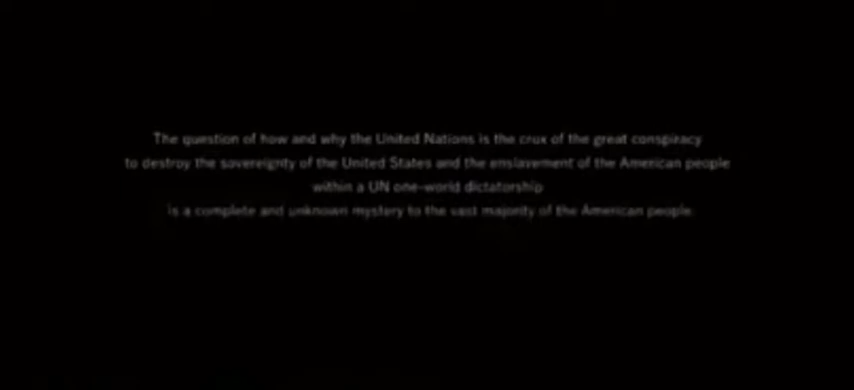 The question of how and why the United Nations is the crux of the great conspiracy
to destroy the sovereignty of the United States and the enslavement of the American people
within a UN one-world dictatorship
is a complete and unknown mystery to the vast majority of the American people